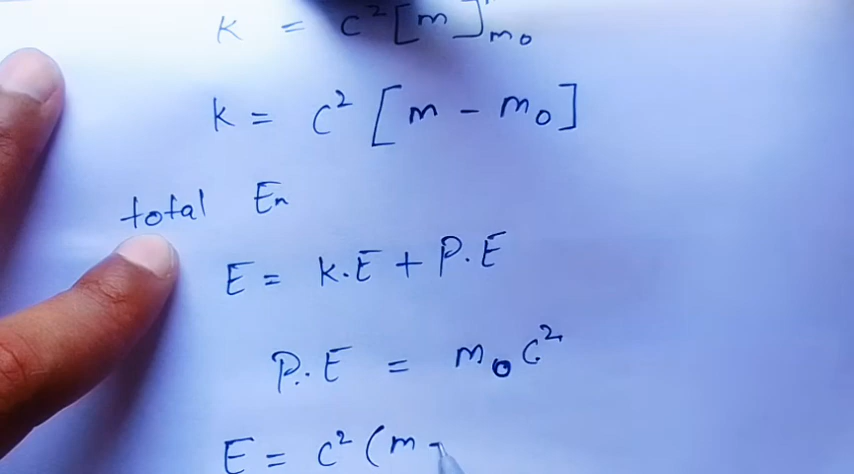 K = c² [m]ₘ₀
K = c² [m - m₀]
total En
E = K.E + P.E
P.E = m₀c²
E = c² (m -